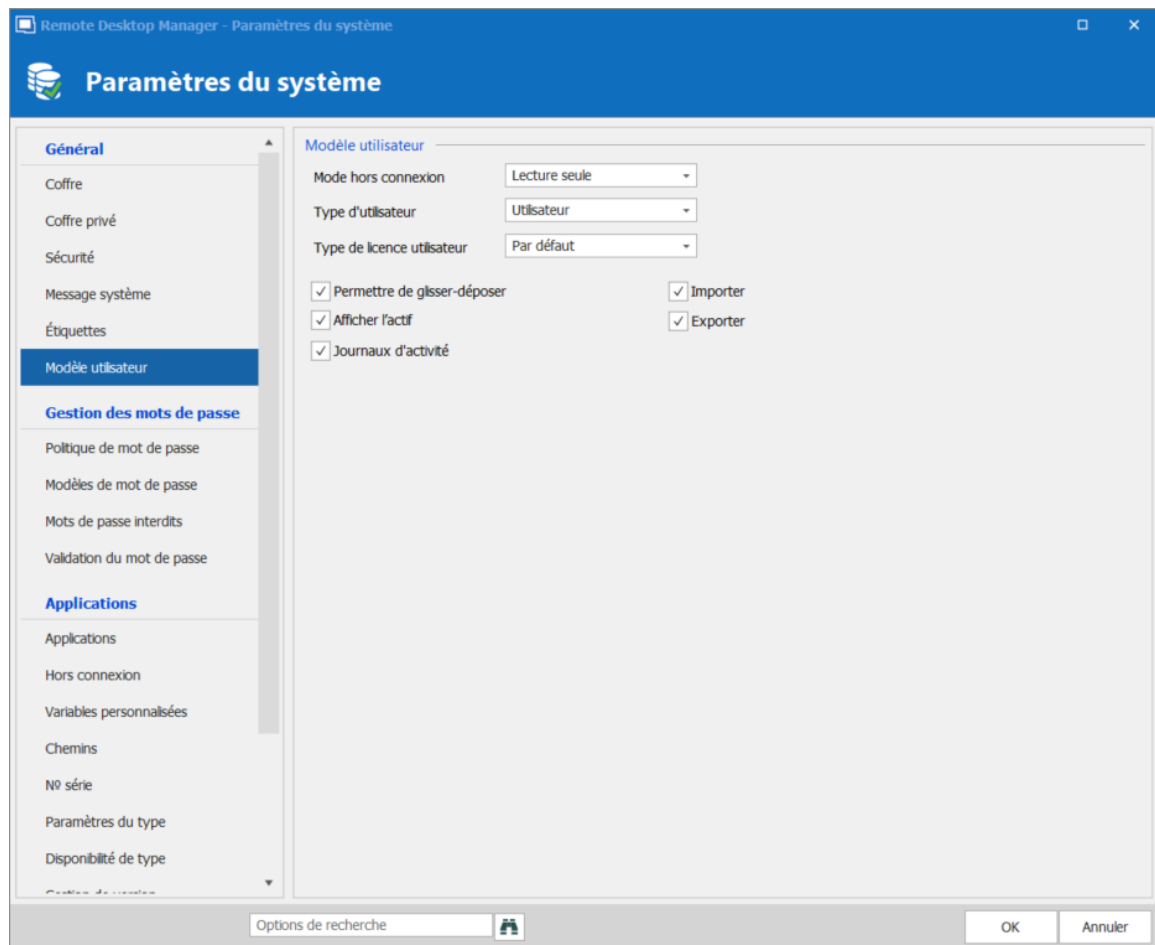 Remote Desktop Manager - Paramètres du système
Paramètres du système
Général
Coffre
Coffre privé
Sécurité
Message système
Étiquettes
Modèle utilisateur
Gestion des mots de passe
Politique de mot de passe
Modèles de mot de passe
Mots de passe interdits
Validation du mot de passe
Applications
Applications
Hors connexion
Variables personnalisées
Chemins
Nº série
Paramètres du type
Disponibilité de type
Gestion de version
Modèle utilisateur
Mode hors connexion Lecture seule
Type d'utilisateur Utilisateur
Type de licence utilisateur Par défaut
Permettre de glisser-déposer Importer
Afficher l'actif Exporter
Journaux d'activité
Options de recherche
OK Annuler